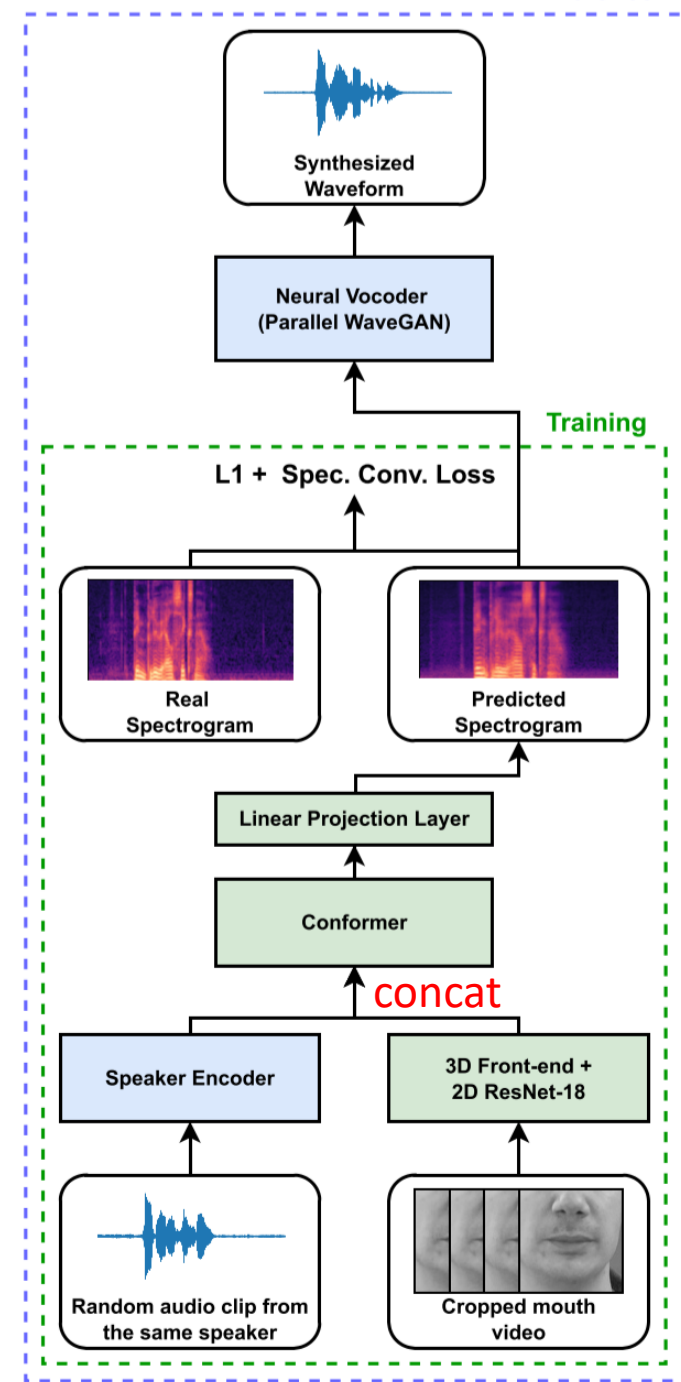 Synthesized
Waveform
Neural Vocoder
(Parallel WaveGAN)
Training
L1 + Spec. Conv. Loss
Real
Spectrogram
Predicted
Spectrogram
Linear Projection Layer
Conformer
concat
Speaker Encoder
3D Front-end +
2D ResNet-18
Random audio clip from
the same speaker
Cropped mouth
video